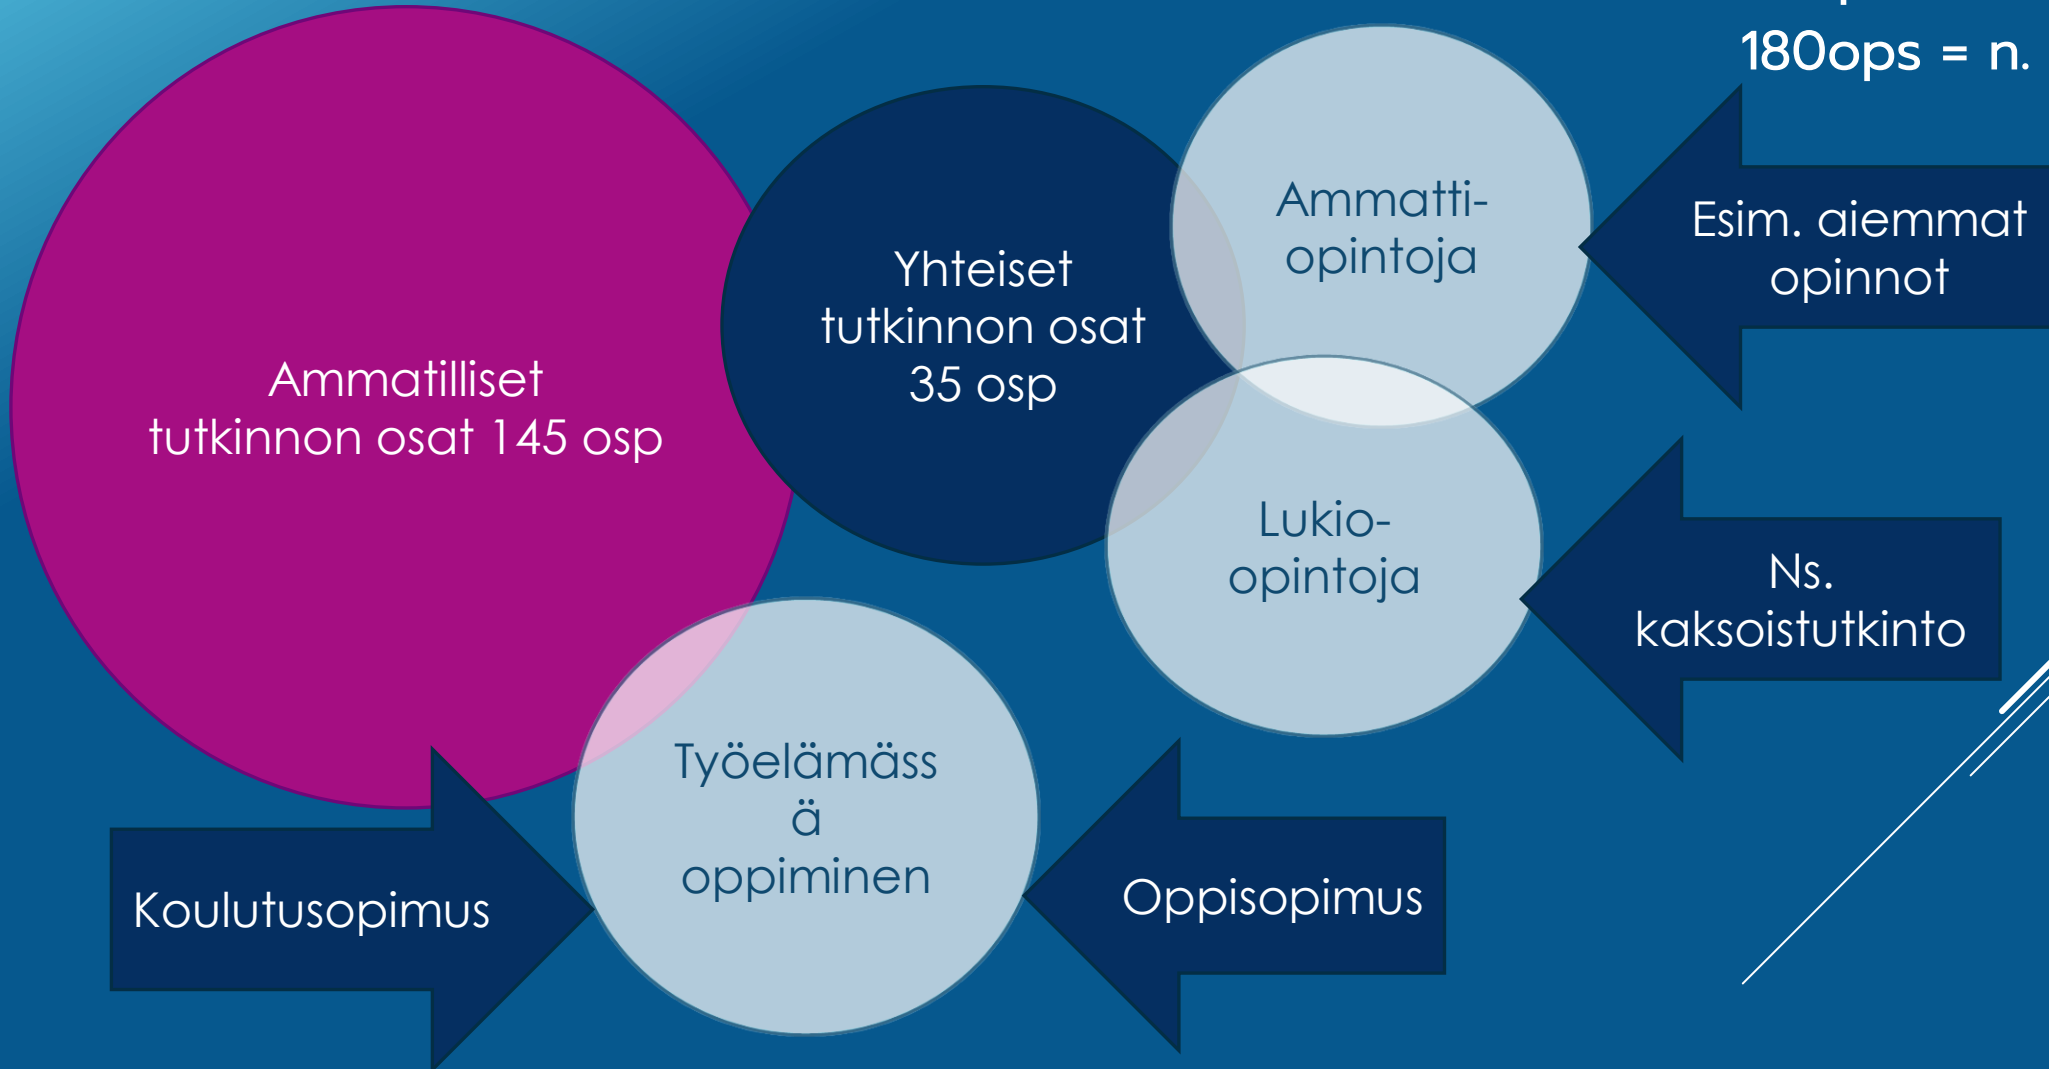 180ops = n.
Ammatilliset
tutkinnon osat 145 osp
Yhteiset
tutkinnon osat
35 osp
Ammatti-
opintoja
Esim. aiemmat
opinnot
Lukio-
opintoja
Ns.
kaksoistutkinto
Työelämäss
ä
oppiminen
Koulutusopimus
Oppisopimus